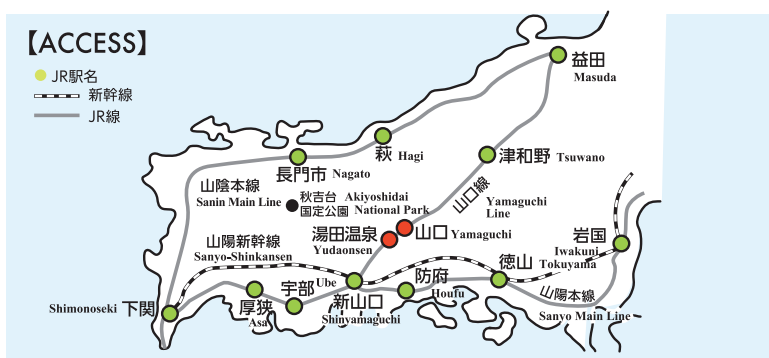 【ACCESS】
JR駅名
新幹線
JR線
益田
Masuda
萩 Hagi
津和野 Tsuwano
長門市 Nagato
山陰本線
Sanin Main Line
秋吉台 Akiyoshidai
国定公園 National Park
山口線
Yamaguchi
Line
湯田温泉
Yudaonsen
山口 Yamaguchi
山陽新幹線
Sanyo-Shinkansen
岩国
Iwakuni
徳山
Tokuyama
防府
Houfu
宇部 Ube
新山口
Shinyamaguchi
厚狭
Asa
Shimonoseki 下関
山陽本線
Sanyo Main Line